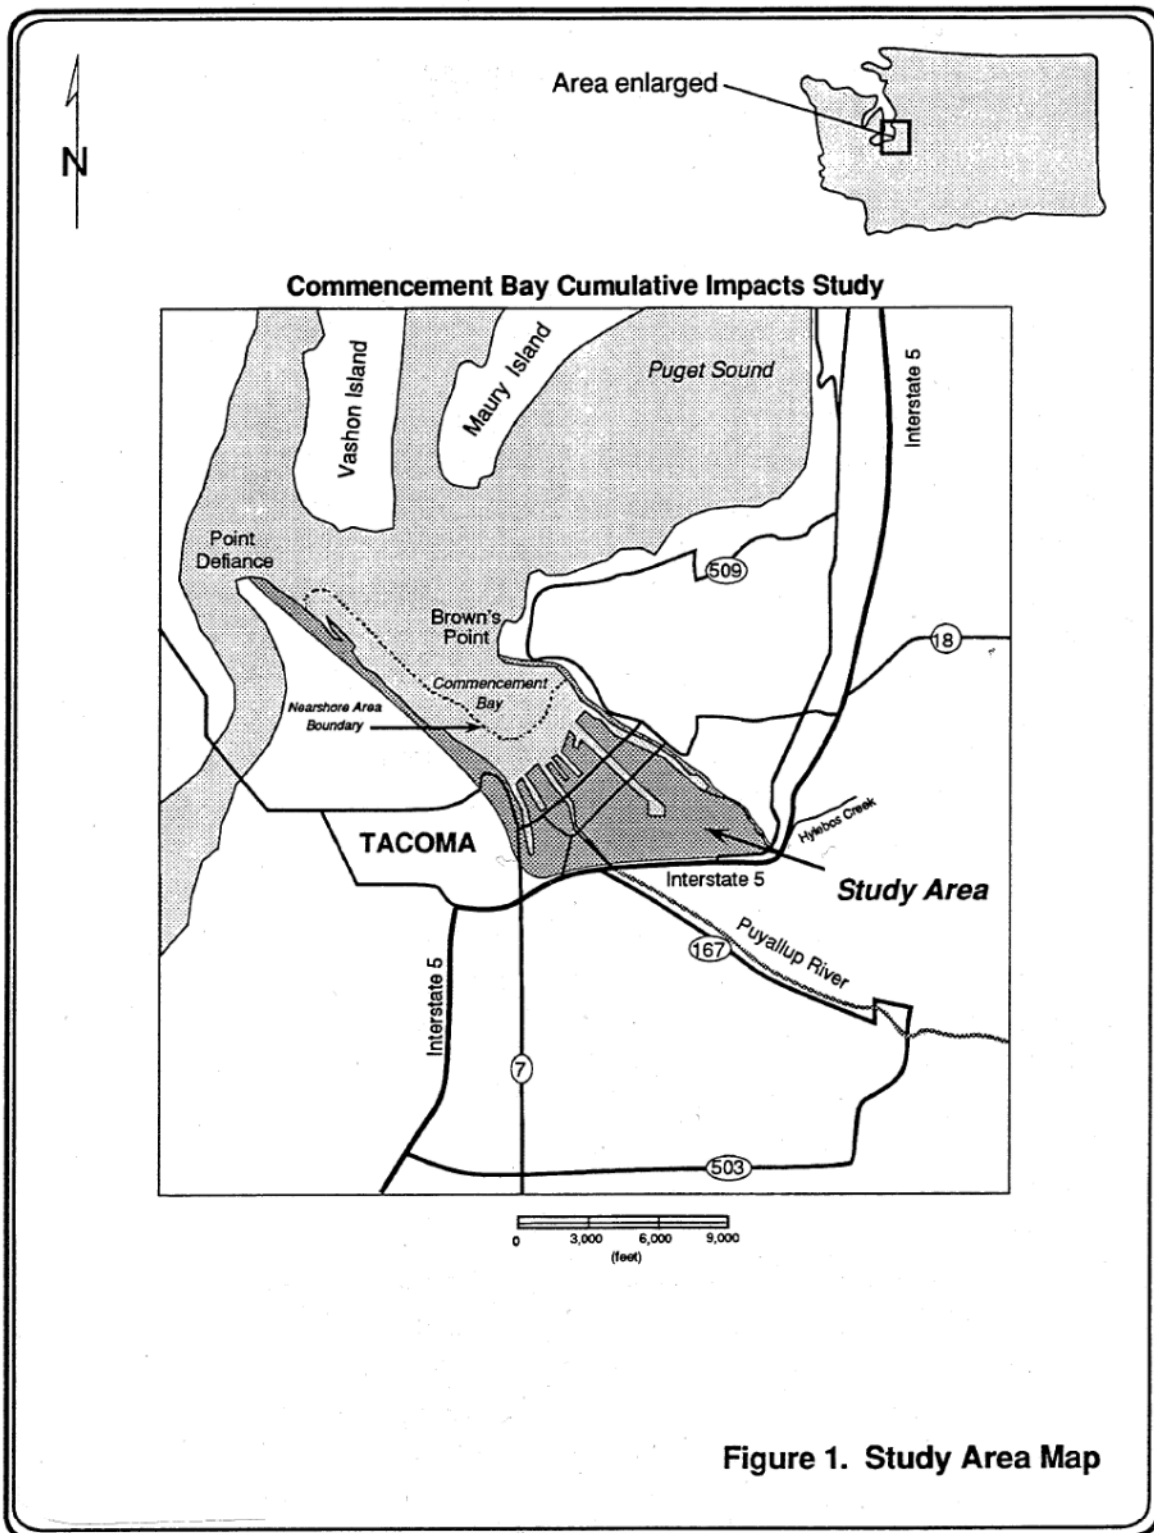 Area enlarged
N
Commencement Bay Cumulative Impacts Study
Vashon Island
Maury Island
Puget Sound
Interstate 5
Point
Defiance
509
Brown's
Point
18
Commencement
Bay
Nearshore Area
Boundary
Hylebos Creek
TACOMA
Interstate 5
Study Area
Puyallup River
167
Interstate 5
7
503
0 3,000 6,000 9,000
(feet)
Figure 1. Study Area Map